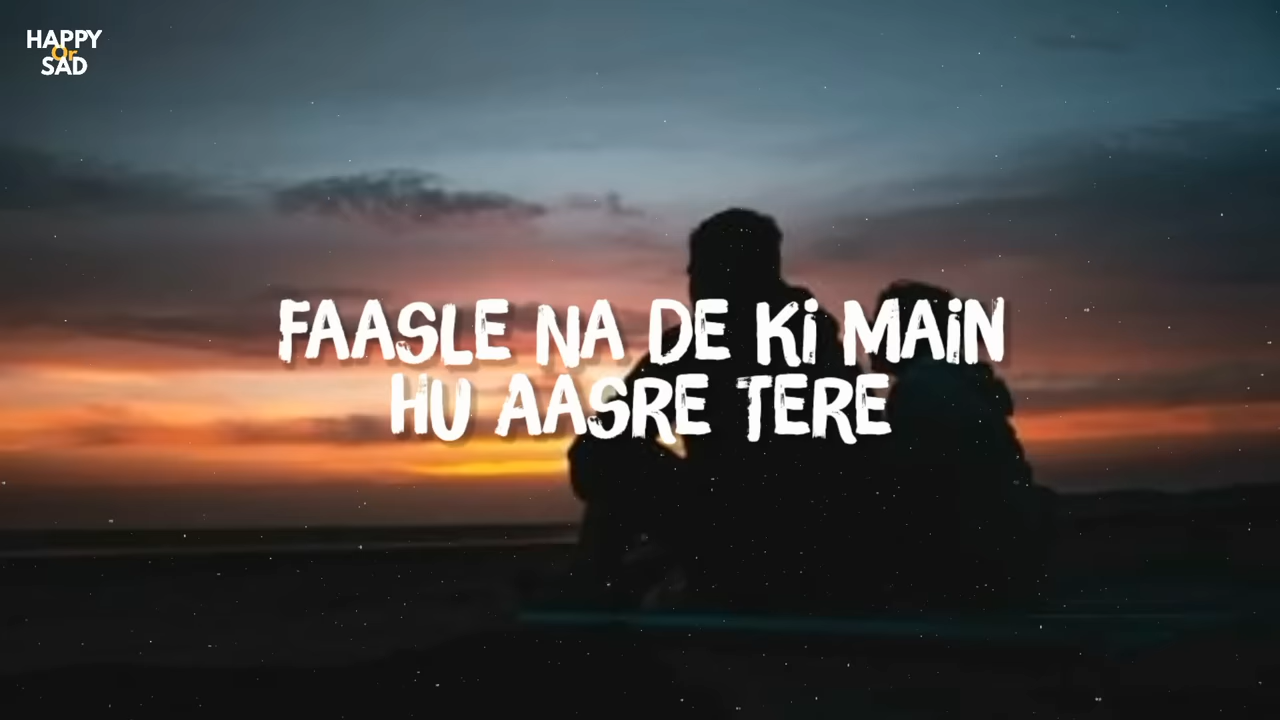 HAPPY
Or
SAD
FAASLE NA DE Ki MAiN
HU AASRE TERE